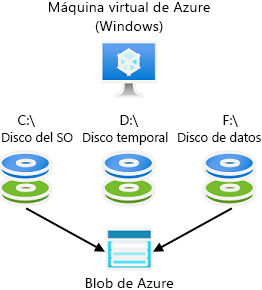 Máquina virtual de Azure
(Windows)
C:\ D:\ F:\
Disco del SO Disco temporal Disco de datos
Blob de Azure